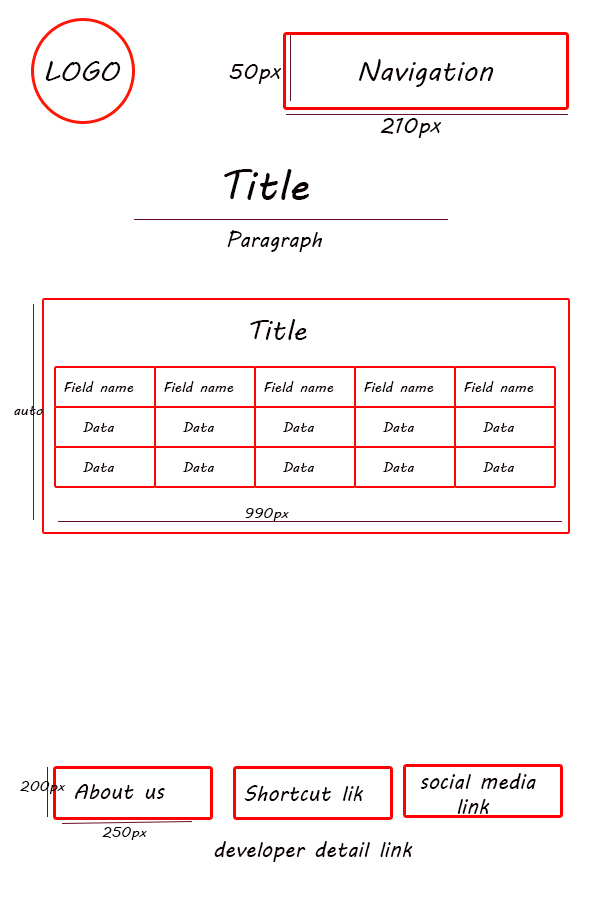 LOGO
50px
Navigation
210px
Title
Paragraph
Title
Field name Field name Field name Field name Field name
auto
Data Data Data Data Data
Data Data Data Data Data
990px
200px
About us
Shortcut lik
social media
link
250px
developer detail link